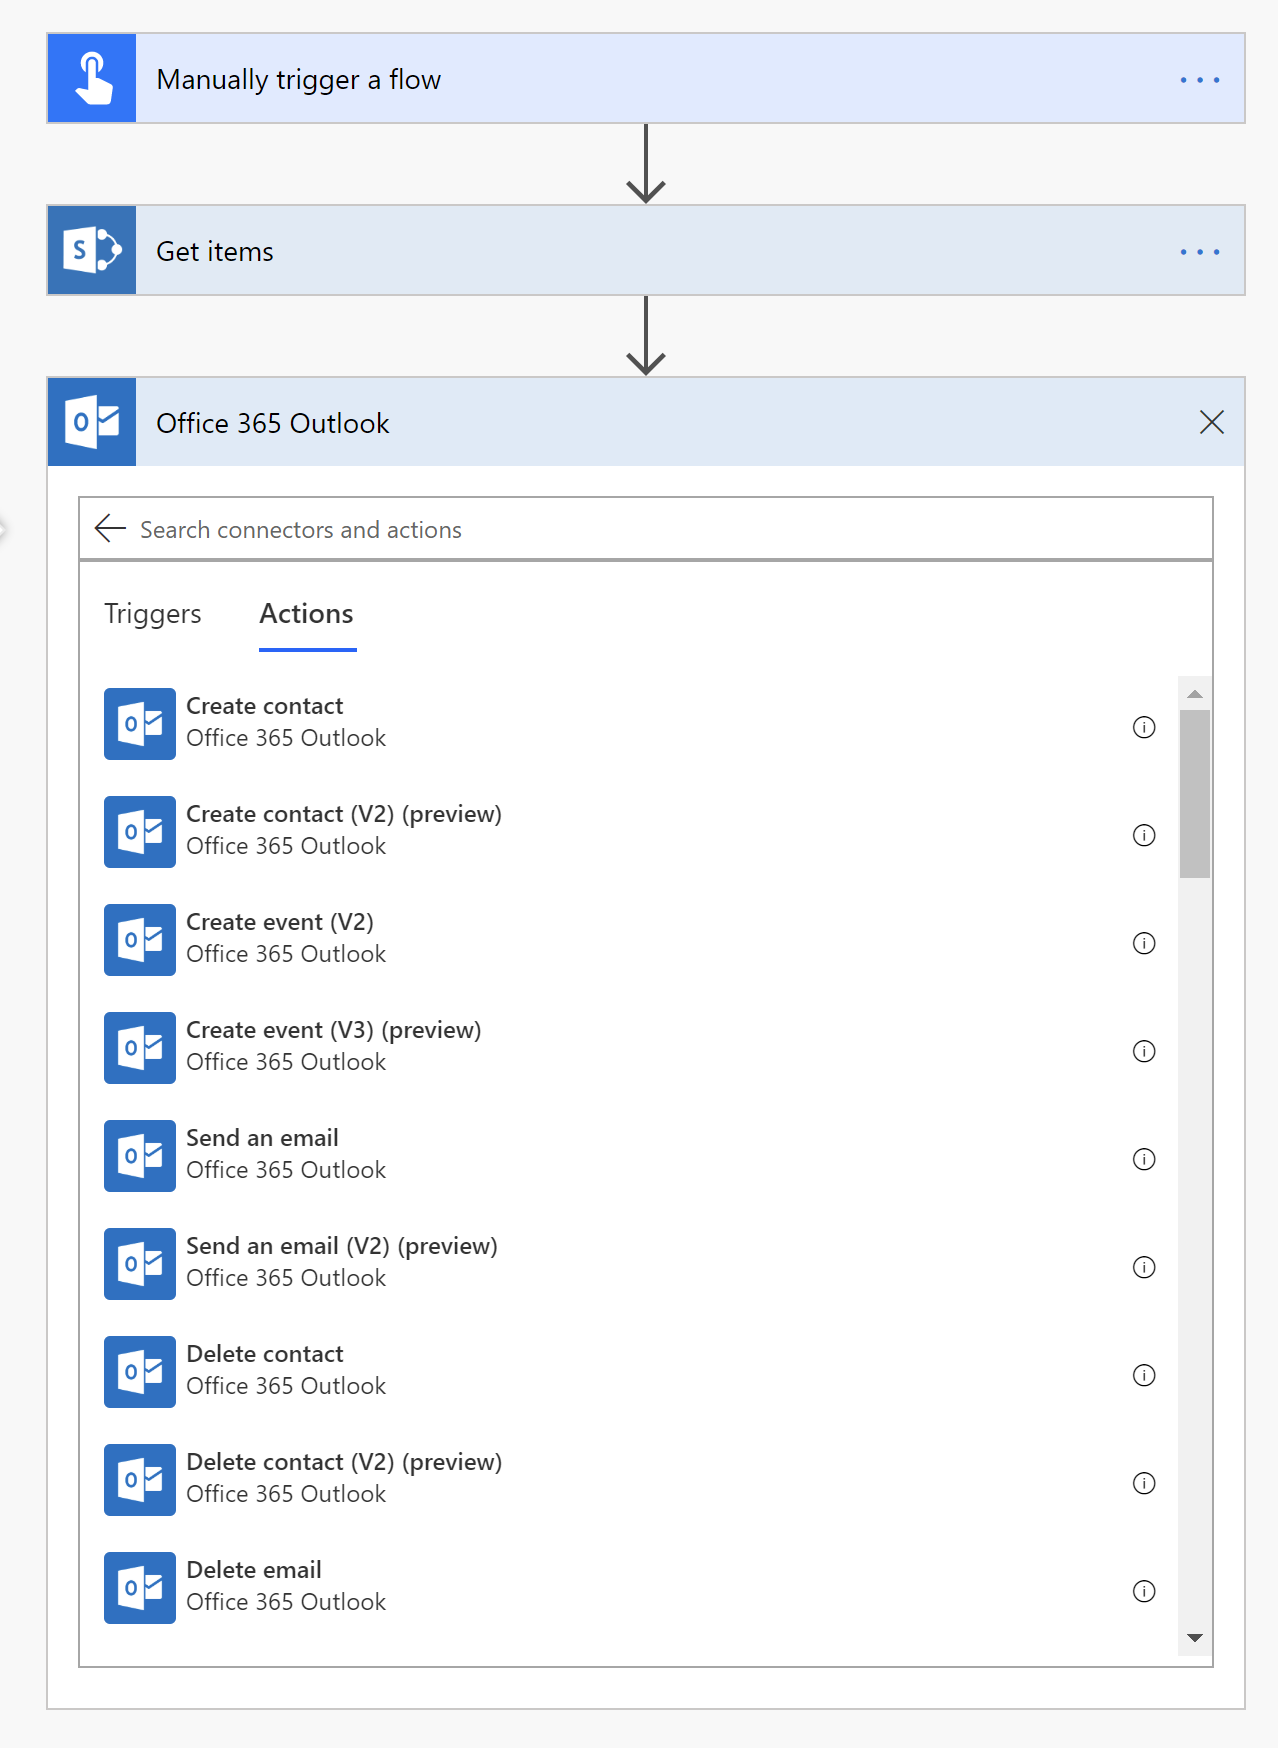 Manually trigger a flow
S
Get items
O
Office 365 Outlook
Search connectors and actions
Triggers
Actions
O
Create contact
Office 365 Outlook
O
Create contact (V2) (preview)
Office 365 Outlook
O
Create event (V2)
Office 365 Outlook
O
Create event (V3) (preview)
Office 365 Outlook
O
Send an email
Office 365 Outlook
O
Send an email (V2) (preview)
Office 365 Outlook
O
Delete contact
Office 365 Outlook
O
Delete contact (V2) (preview)
Office 365 Outlook
O
Delete email
Office 365 Outlook